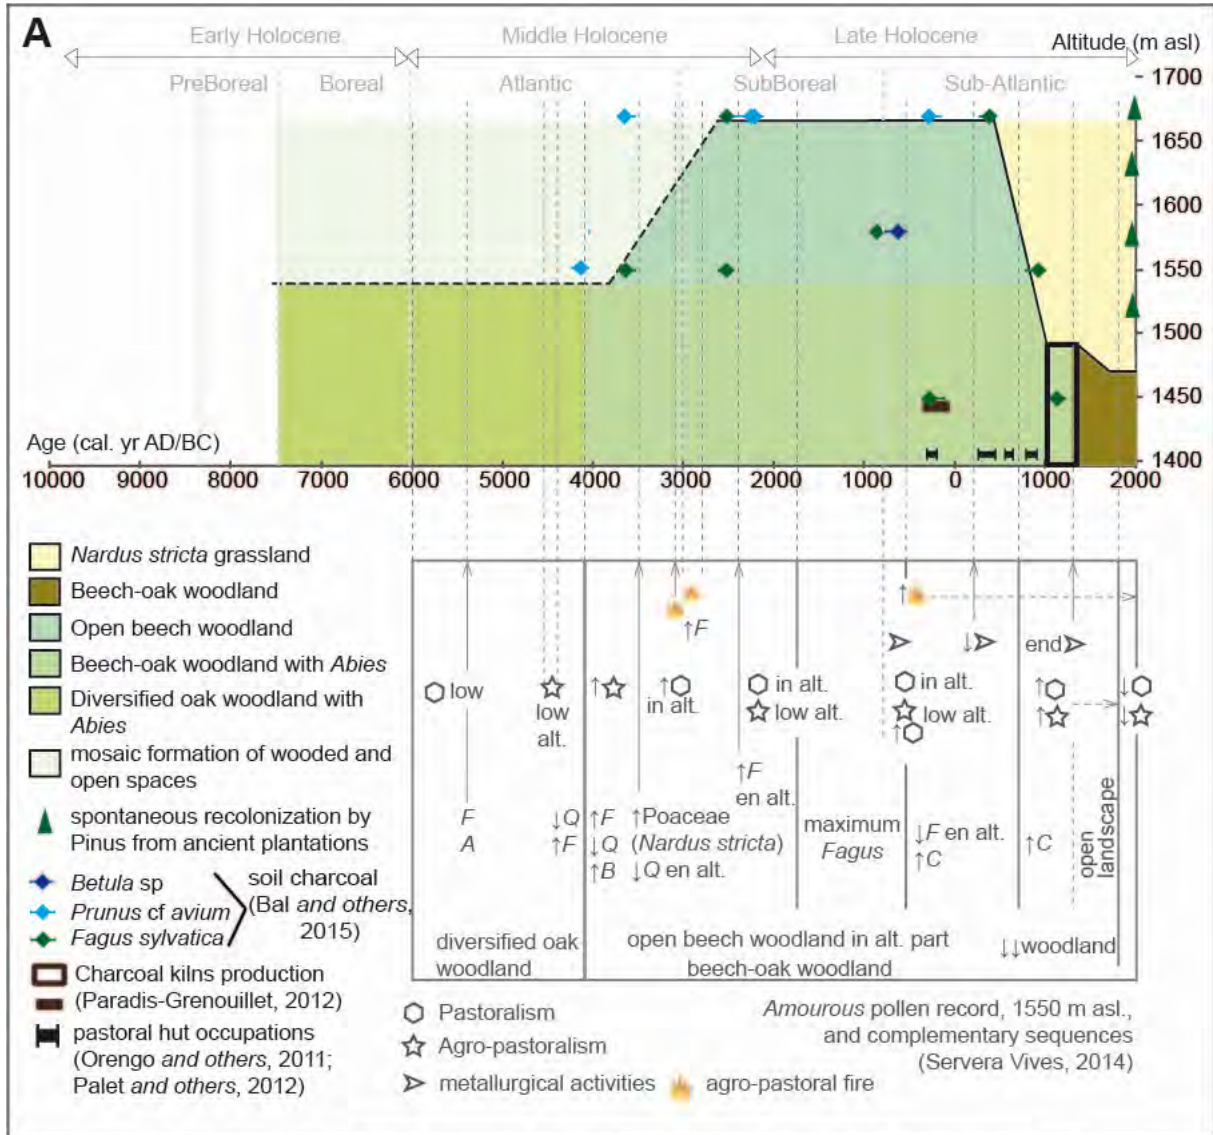 A
Early Holocene Middle Holocene Late Holocene
Altitude (m asl)
PreBoreal Boreal Atlantic SubBoreal Sub-Atlantic
1700
1650
1600
1550
1500
1450
1400
Age (cal. yr AD/BC)
10000 9000 8000 7000 6000 5000 4000 3000 2000 1000 0 1000 2000
Nardus stricta grassland
Beech-oak woodland
Open beech woodland
Beech-oak woodland with Abies
Diversified oak woodland with
Abies
mosaic formation of wooded and
open spaces
spontaneous recolonization by
Pinus from ancient plantations
Betula sp
Prunus cf avium
Fagus sylvatica
soil charcoal
(Bal and others,
2015)
Charcoal kilns production
(Paradis-Grenouillet, 2012)
pastoral hut occupations
(Orengo and others, 2011;
Palet and others, 2012)
↑F
↑
↓
end
low
low
alt.
↑
↑
in alt.
in alt.
low alt.
in alt.
low alt.
↑
↑
↑
↓
↓
F
A
↓Q
↑F
↑F
↓Q
↑B
↑Poaceae
(Nardus stricta)
↓Q en alt.
↑F
en alt.
maximum
Fagus
↓F en alt.
↑C
↑C
open
landscape
diversified oak
woodland
open beech woodland in alt. part
beech-oak woodland
↓↓woodland
Pastoralism
Agro-pastoralism
metallurgical activities
agro-pastoral fire
Amourous pollen record, 1550 m asl.,
and complementary sequences
(Servera Vives, 2014)